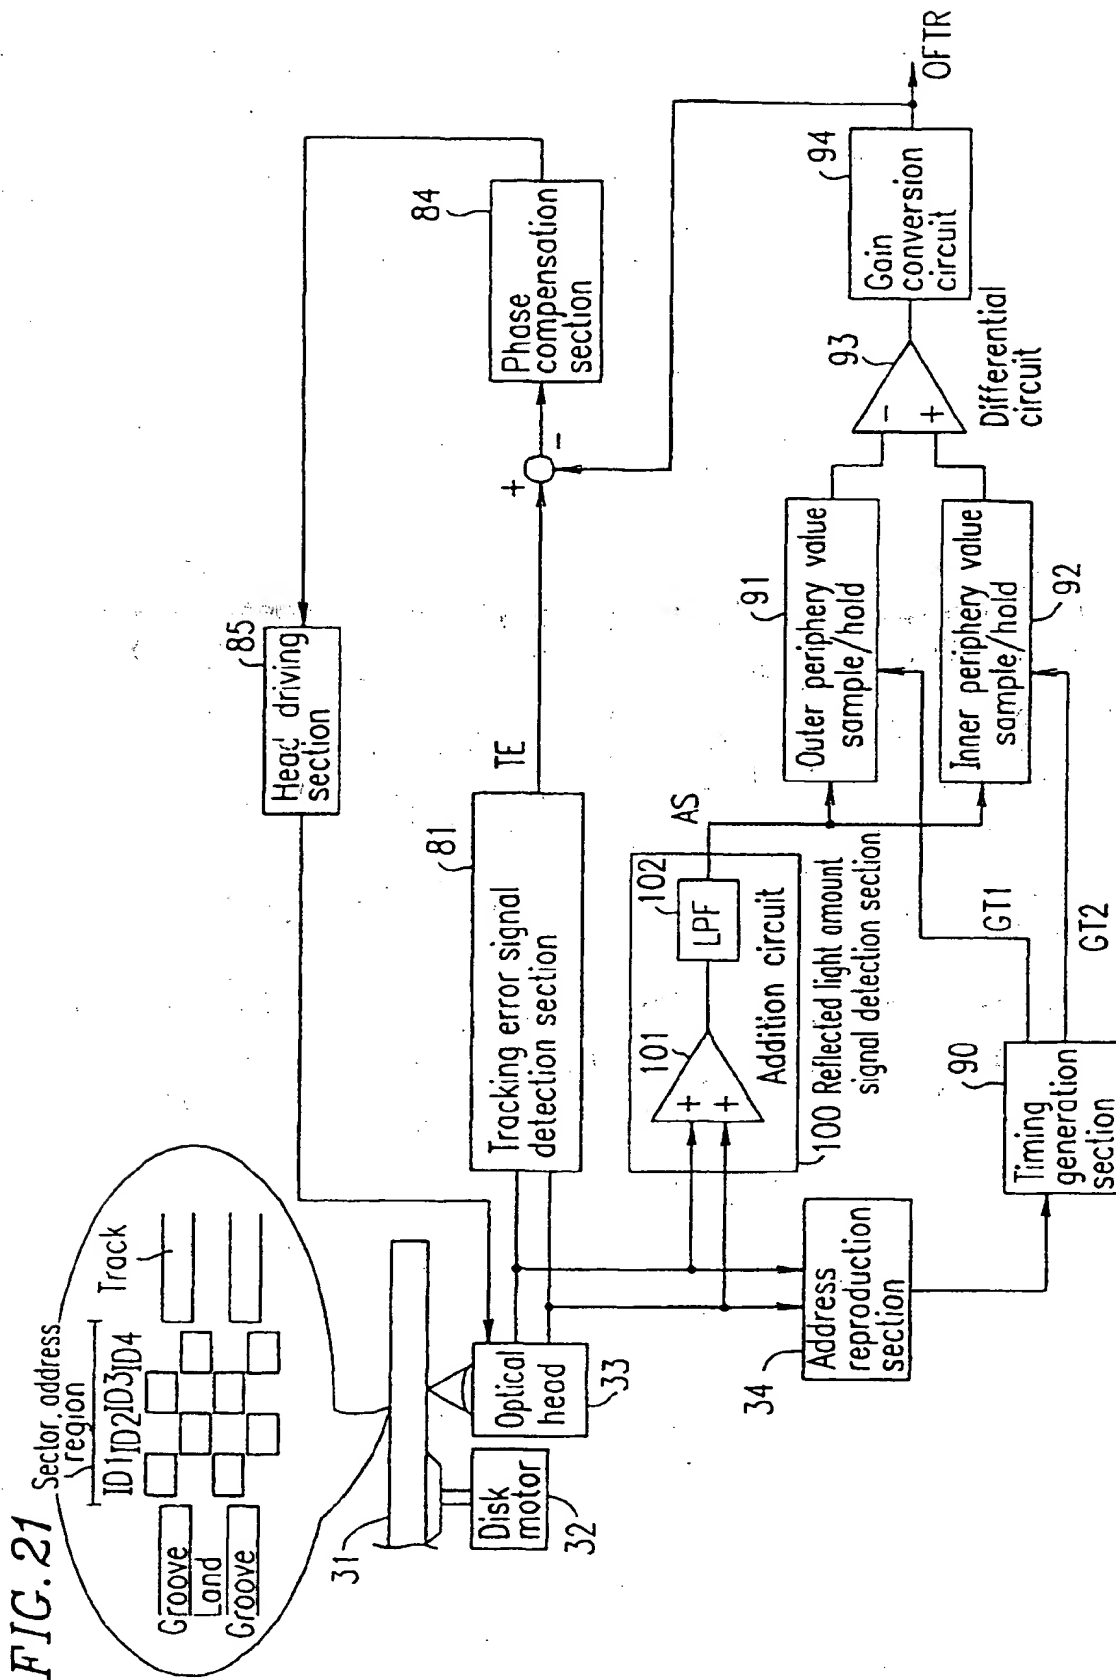 FIG. 21
Sector address
region
ID1 ID2 ID3 ID4
Track
Groove
Land
Groove
31
Disk
motor
32
Optical
head
33
Head driving
section
85
Tracking error signal
detection section
81
TE
+
-
Phase
compensation
section
84
Address
reproduction
section
34
+
+
101
LPF
102
Addition circuit
100 Reflected light amount
signal detection section
AS
Timing
generation
section
90
GT1
GT2
Outer periphery value
sample/hold
91
Inner periphery value
sample/hold
92
-
+
93
Differential
circuit
Gain
conversion
circuit
94
OFTR